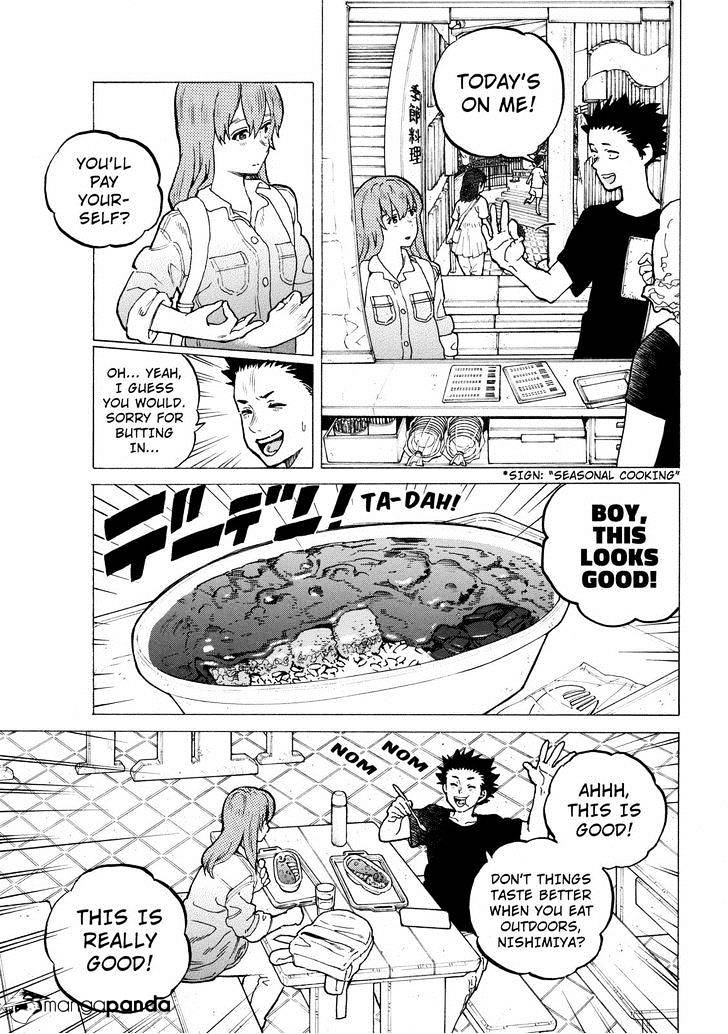 TODAY'S
ON ME!
季節料理
YOU'LL
PAY
YOUR-
SELF?
OH... YEAH,
I GUESS
YOU WOULD.
SORRY FOR
BUTTING
IN...
*SIGN: "SEASONAL COOKING"
デーデン!
TA-DAH!
BOY,
THIS
LOOKS
GOOD!
NOM
NOM
AHHH,
THIS IS
GOOD!
DON'T THINGS
TASTE BETTER
WHEN YOU EAT
OUTDOORS,
NISHIMIYA?
THIS IS
REALLY
GOOD!
mangapanda